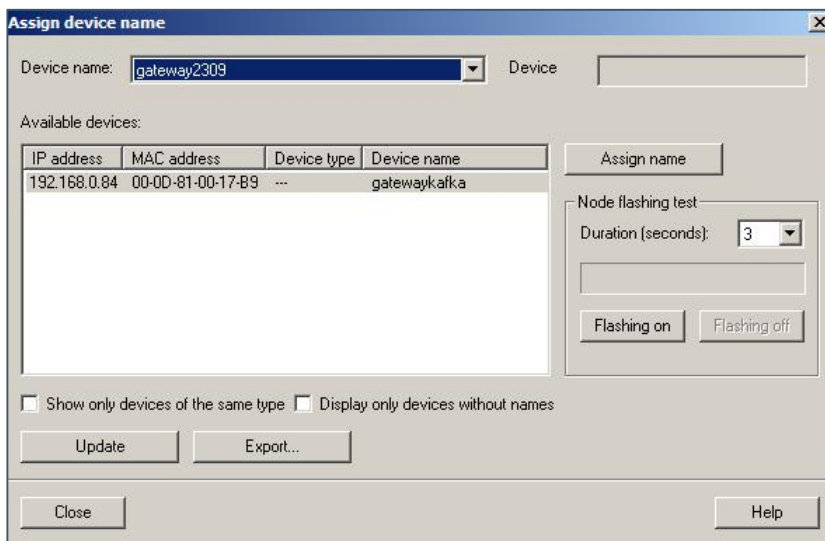 Assign device name
Device name: gateway2309 Device
Available devices:
IP address MAC address Device type Device name
192.168.0.84 00-0D-81-00-17-B9 --- gatewaykafka
Assign name
Node flashing test
Duration (seconds): 3
Flashing on Flashing off
Show only devices of the same type Display only devices without names
Update Export...
Close Help